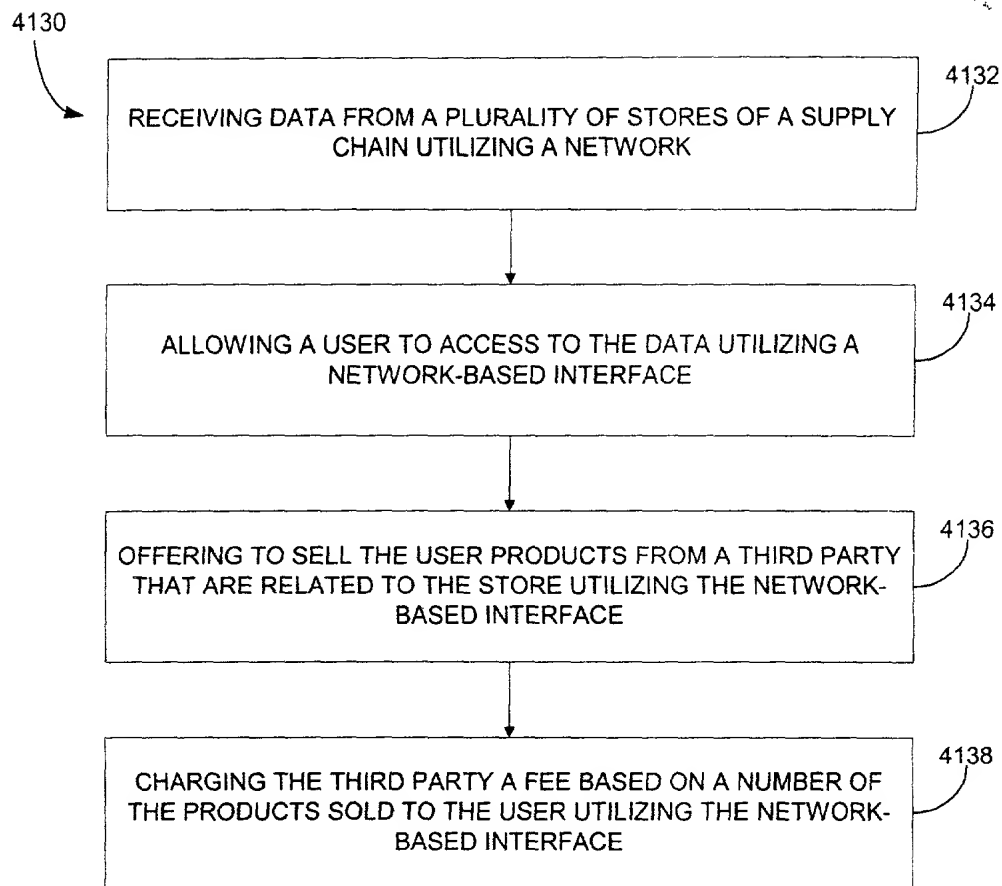 4130
4132
RECEIVING DATA FROM A PLURALITY OF STORES OF A SUPPLY
CHAIN UTILIZING A NETWORK
4134
ALLOWING A USER TO ACCESS TO THE DATA UTILIZING A
NETWORK-BASED INTERFACE
4136
OFFERING TO SELL THE USER PRODUCTS FROM A THIRD PARTY
THAT ARE RELATED TO THE STORE UTILIZING THE NETWORK-
BASED INTERFACE
4138
CHARGING THE THIRD PARTY A FEE BASED ON A NUMBER OF
THE PRODUCTS SOLD TO THE USER UTILIZING THE NETWORK-
BASED INTERFACE